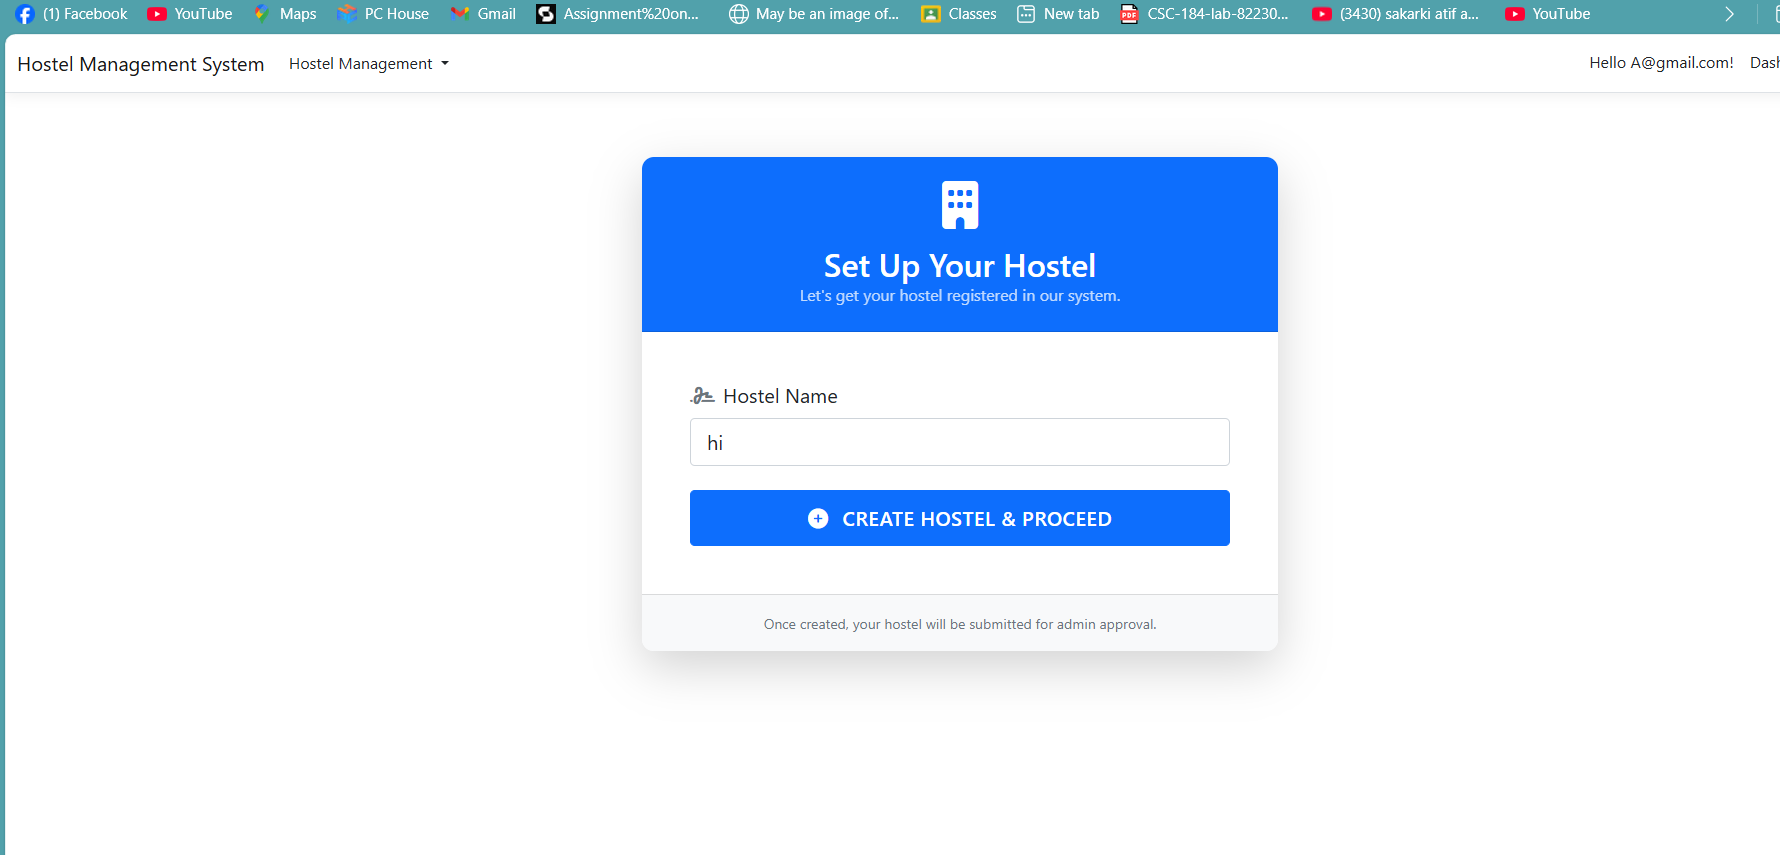 (1) Facebook YouTube Maps PC House Gmail Assignment%20on... May be an image of... Classes New tab CSC-184-lab-82230... (3430) sakarki atif a... YouTube
Hostel Management System Hostel Management Hello A@gmail.com! Dash
Set Up Your Hostel
Let's get your hostel registered in our system.
Hostel Name
hi
CREATE HOSTEL & PROCEED
Once created, your hostel will be submitted for admin approval.